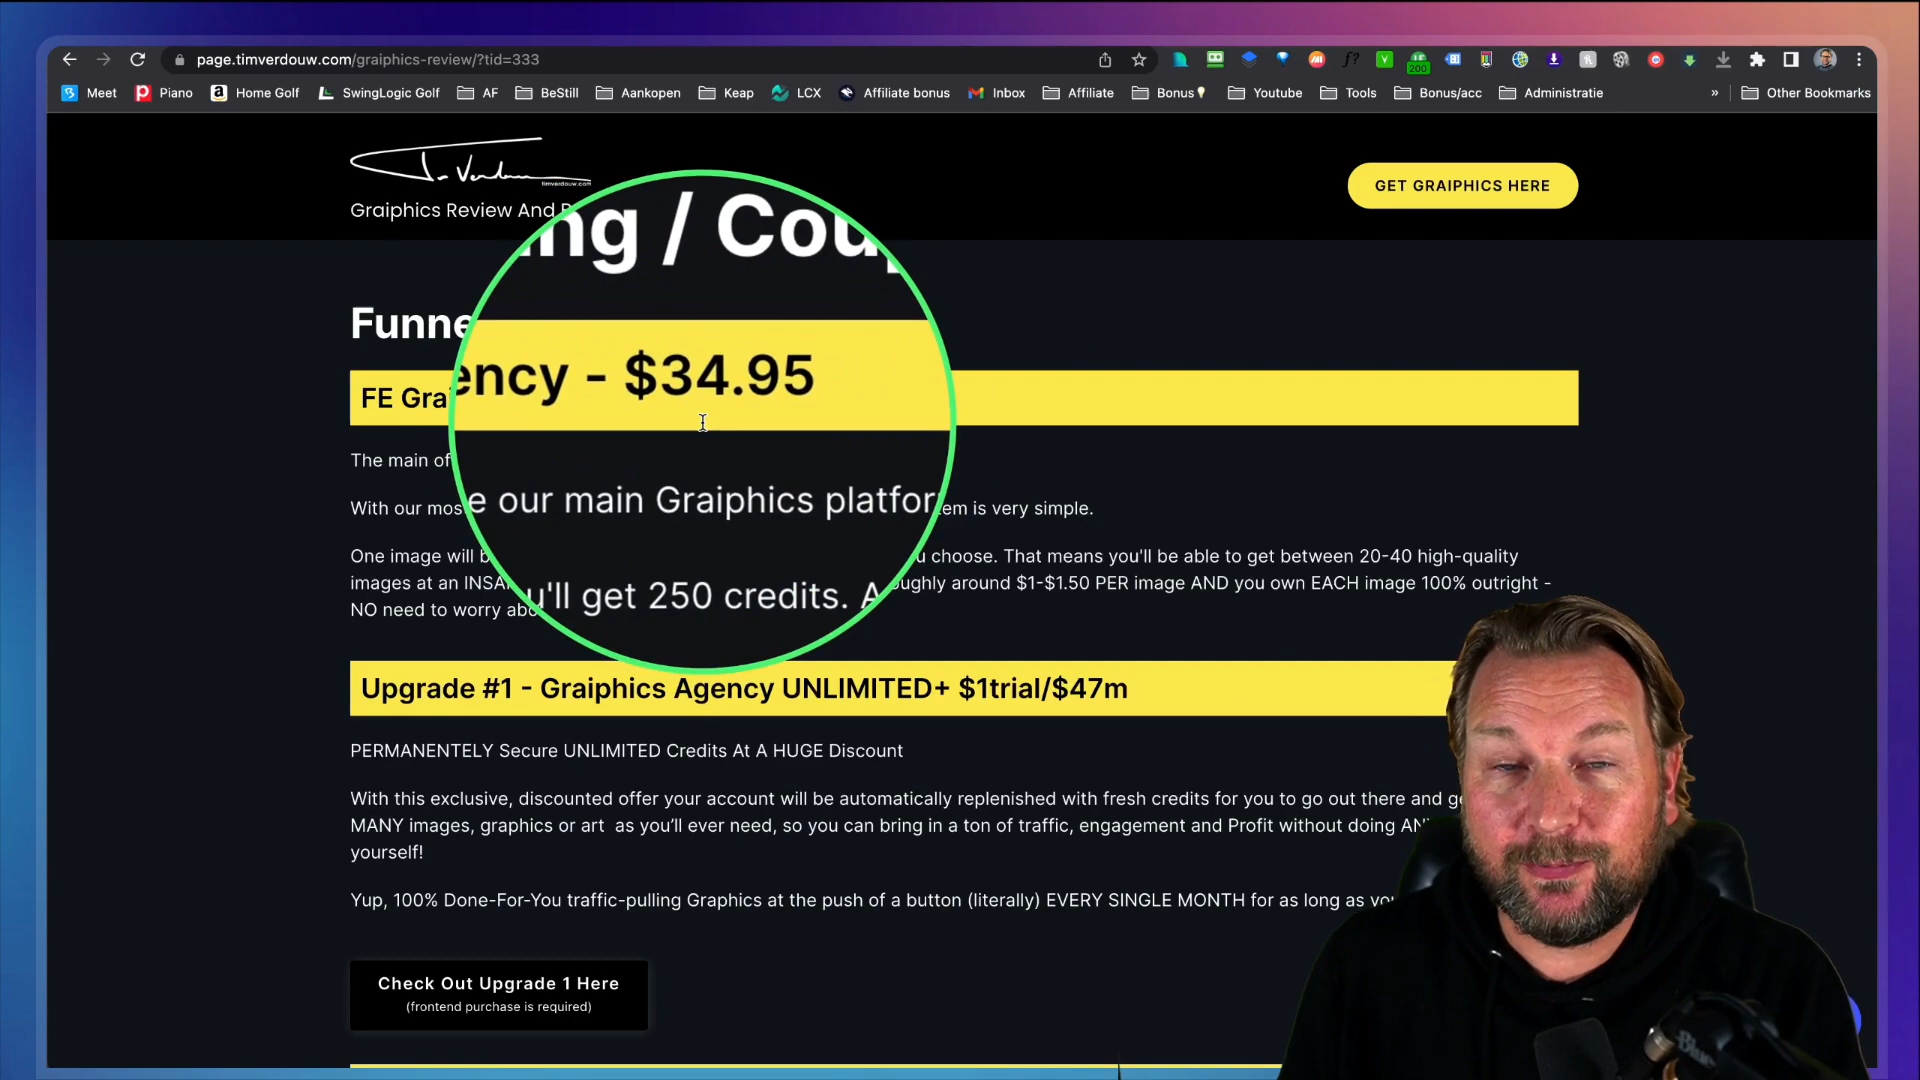 page.timverdouw.com/graiphics-review/?tid=333
200
Meet Piano Home Golf SwingLogic Golf AF BeStill Aankopen Keap LCX Affiliate bonus Inbox Affiliate Bonus Youtube Tools Bonus/acc Administratie » Other Bookmarks
timverdouw.com
Graiphics Review And
GET GRAIPHICS HERE
ng / Cou
Funne
ency - $34.95
FE Gra
The main of
e our main Graiphics platfor
With our mos em is very simple.
One image will b u choose. That means you'll be able to get between 20-40 high-quality
images at an INSA oughly around $1-$1.50 PER image AND you own EACH image 100% outright -
u'll get 250 credits. A
NO need to worry abo
Upgrade #1 - Graiphics Agency UNLIMITED+ $1trial/$47m
PERMANENTELY Secure UNLIMITED Credits At A HUGE Discount
With this exclusive, discounted offer your account will be automatically replenished with fresh credits for you to go out there and ge
MANY images, graphics or art as you'll ever need, so you can bring in a ton of traffic, engagement and Profit without doing AN
yourself!
Yup, 100% Done-For-You traffic-pulling Graphics at the push of a button (literally) EVERY SINGLE MONTH for as long as yo
Check Out Upgrade 1 Here
(frontend purchase is required)
Blue